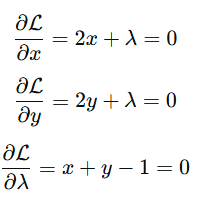 ∂ℒ/∂x = 2x + λ = 0
∂ℒ/∂y = 2y + λ = 0
∂ℒ/∂λ = x + y − 1 = 0